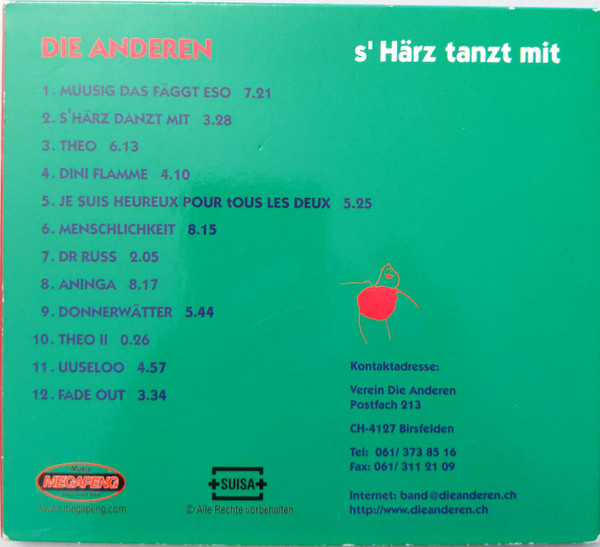 DIE ANDEREN
s' Härz tanzt mit
1. MUUSIG DAS FÄGGT ESO 7.21
2. S'HÄRZ DANZT MIT 3.28
3. THEO 6.13
4. DINI FLAMME 4.10
5. JE SUIS HEUREUX POUR tOUS LES DEUX 5.25
6. MENSCHLICHKEIT 8.15
7. DR RUSS 2.05
8. ANINGA 8.17
9. DONNERWÄTTER 5.44
10. THEO II 0.26
11. UUSELOO 4.57
12. FADE OUT 3.34
Kontaktadresse:
Verein Die Anderen
Postfach 213
CH-4127 Birsfelden
Tel: 061/ 373 85 16
Fax: 061/ 311 21 09
Internet: band@dieanderen.ch
http://www.dieanderen.ch
Musik
MEGAPENG
www.megapeng.com
SUISA
© Alle Rechte vorbehalten